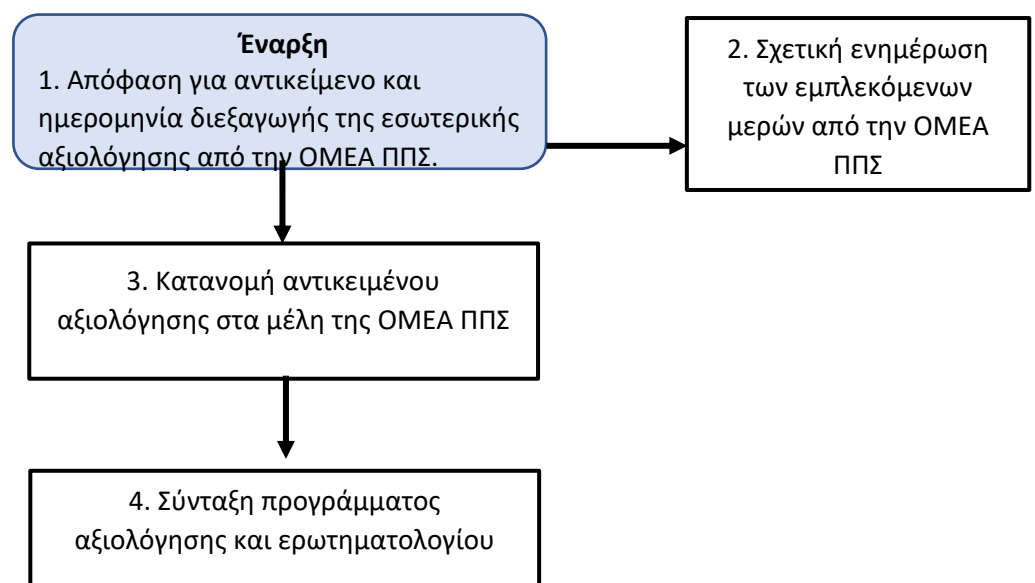 Έναρξη
1. Απόφαση για αντικείμενο και
ημερομηνία διεξαγωγής της εσωτερικής
αξιολόγησης από την ΟΜΕΑ ΠΠΣ.
2. Σχετική ενημέρωση
των εμπλεκόμενων
μερών από την ΟΜΕΑ
ΠΠΣ
3. Κατανομή αντικειμένου
αξιολόγησης στα μέλη της ΟΜΕΑ ΠΠΣ
4. Σύνταξη προγράμματος
αξιολόγησης και ερωτηματολογίου